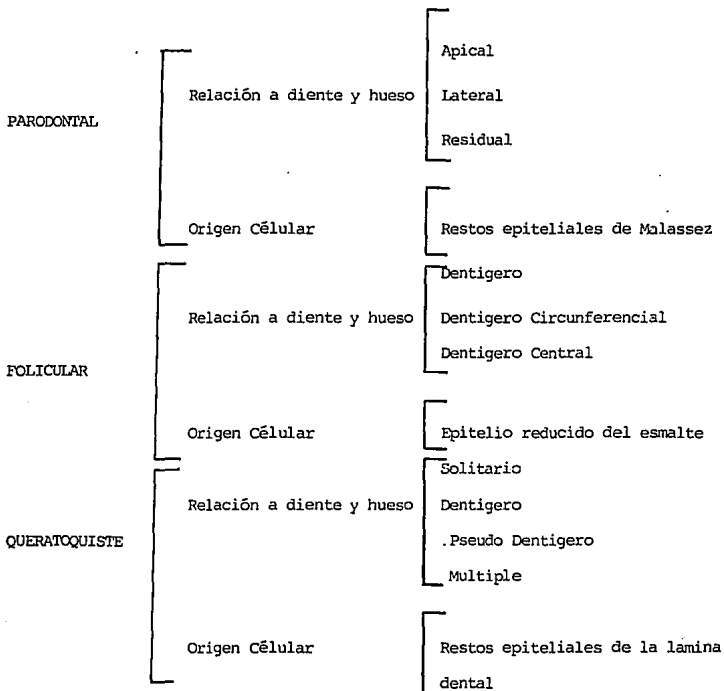 Apical
Relación a diente y hueso
Lateral
PARODONTAL
Residual
Origen Célular
Restos epiteliales de Malassez
Dentigero
Relación a diente y hueso
Dentigero Circunferencial
Dentigero Central
FOLICULAR
Origen Célular
Epitelio reducido del esmalte
Solitario
Relación a diente y hueso
Dentigero
QUERATOQUISTE
.Pseudo Dentigero
Multiple
Origen Célular
Restos epiteliales de la lamina
dental